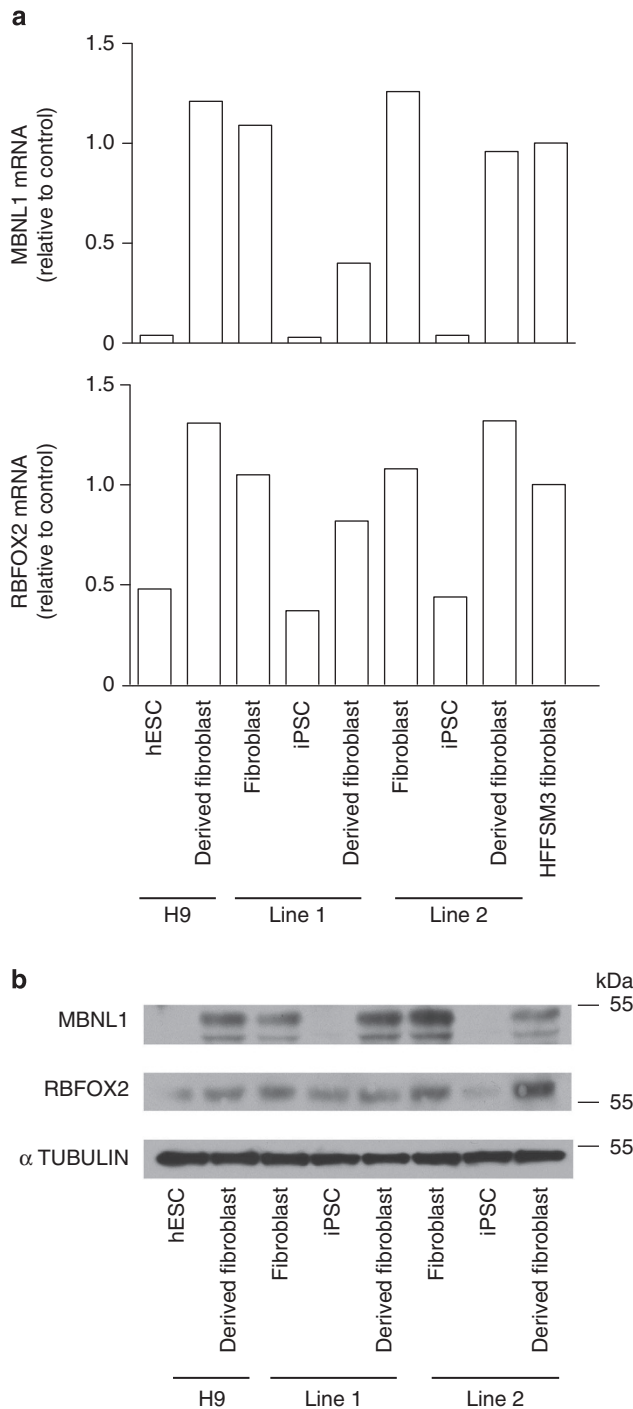 a
1.5
1.0
0.5
0
MBNL1 mRNA
(relative to control)
1.5
1.0
0.5
0
RBFOX2 mRNA
(relative to control)
hESC
Derived fibroblast
Fibroblast
iPSC
Derived fibroblast
Fibroblast
iPSC
Derived fibroblast
HFFSM3 fibroblast
H9
Line 1
Line 2
b
kDa
MBNL1
55
RBFOX2
55
α TUBULIN
55
hESC
Derived fibroblast
Fibroblast
iPSC
Derived fibroblast
Fibroblast
iPSC
Derived fibroblast
H9
Line 1
Line 2